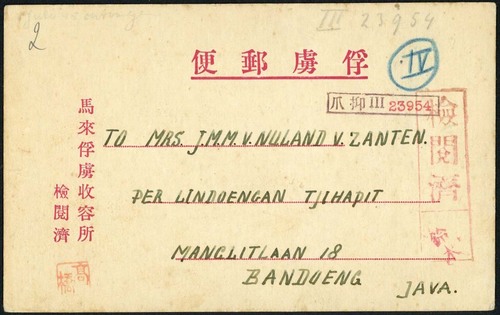 III 23954
2
IV
俘虜郵便
爪抑III 23954
檢閲濟
馬來俘虜收容所
檢閲濟
TO MRS. J.M.M. V. NULAND V. ZANTEN.
PER LINDOENGAN TJIHAPIT
MANGLITLAAN 18
BANDOENG JAVA.
高橋